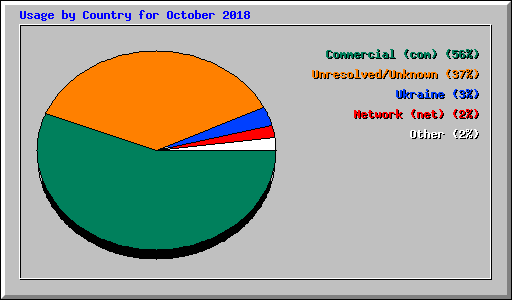 Usage by Country for October 2018
Commercial (com) (56%)
Unresolved/Unknown (37%)
Ukraine (3%)
Network (net) (2%)
Other (2%)